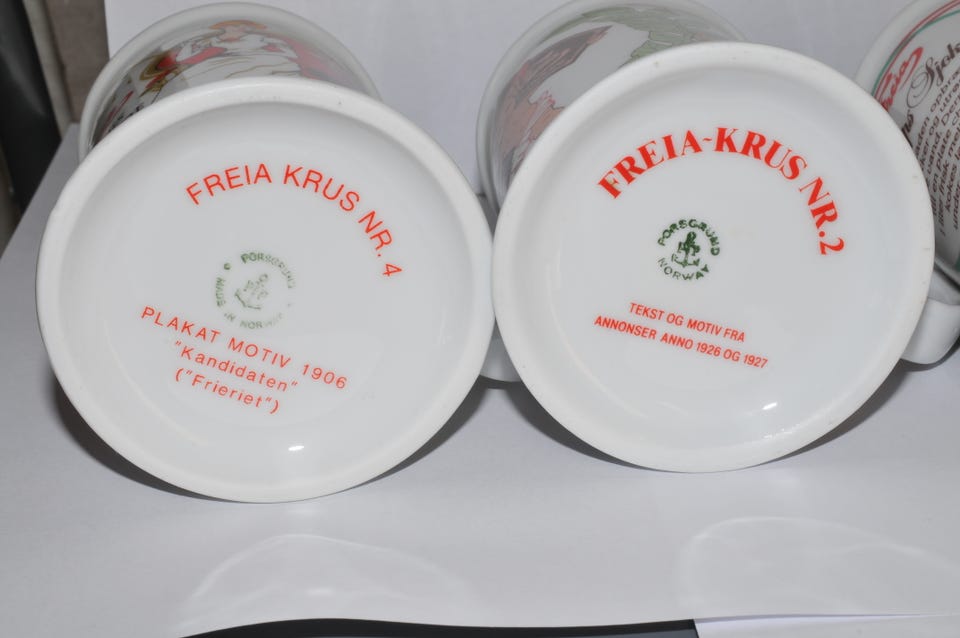 FREIA KRUS NR. 4
PORSGRUND
PLAKAT MOTIV 1906
"Kandidaten"
("Frieriet")
FREIA~KRUS NR.2
PORSGRUND
NORWAY
TEKST OG MOTIV FRA
ANNONSER ANNO 1926 OG 1927